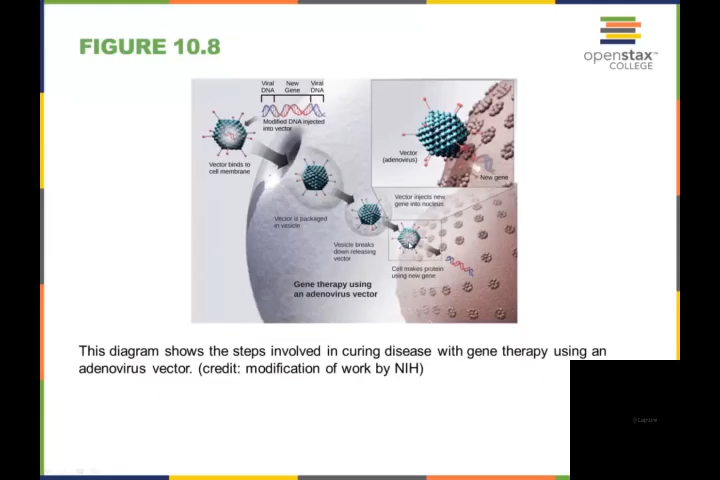 FIGURE 10.8
openstax™
COLLEGE
Viral
DNA
New
Gene
Viral
DNA
Modified DNA injected
into vector
Vector binds to
cell membrane
Vector
(adenovirus)
New gene
Vector injects new
gene into nucleus
Vector is packaged
in vesicle
Vesicle breaks
down releasing
vector
Cell makes protein
using new gene
Gene therapy using
an adenovirus vector
This diagram shows the steps involved in curing disease with gene therapy using an
adenovirus vector. (credit: modification of work by NIH)